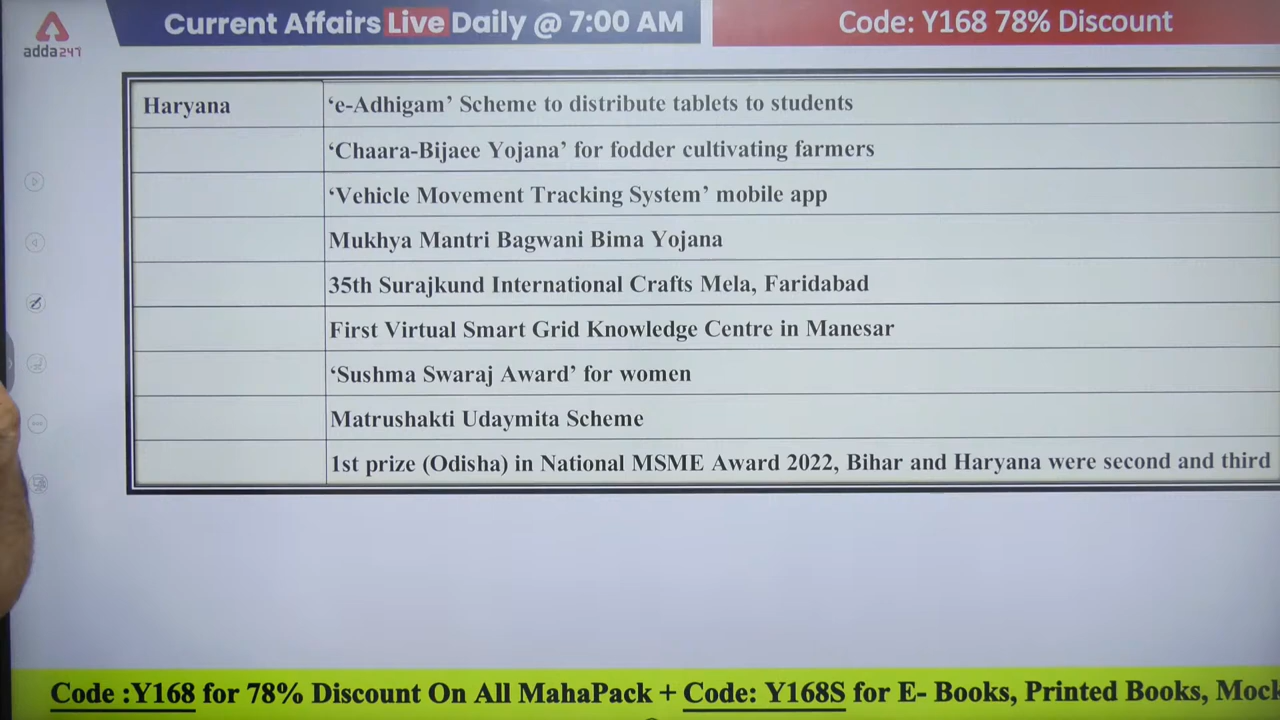 adda247
Current Affairs Live Daily @ 7:00 AM
Code: Y168 78% Discount
Haryana
‘e-Adhigam’ Scheme to distribute tablets to students
‘Chaara-Bijaee Yojana’ for fodder cultivating farmers
‘Vehicle Movement Tracking System’ mobile app
Mukhya Mantri Bagwani Bima Yojana
35th Surajkund International Crafts Mela, Faridabad
First Virtual Smart Grid Knowledge Centre in Manesar
‘Sushma Swaraj Award’ for women
Matrushakti Udaymita Scheme
1st prize (Odisha) in National MSME Award 2022, Bihar and Haryana were second and third
Code :Y168 for 78% Discount On All MahaPack + Code: Y168S for E- Books, Printed Books, Mock